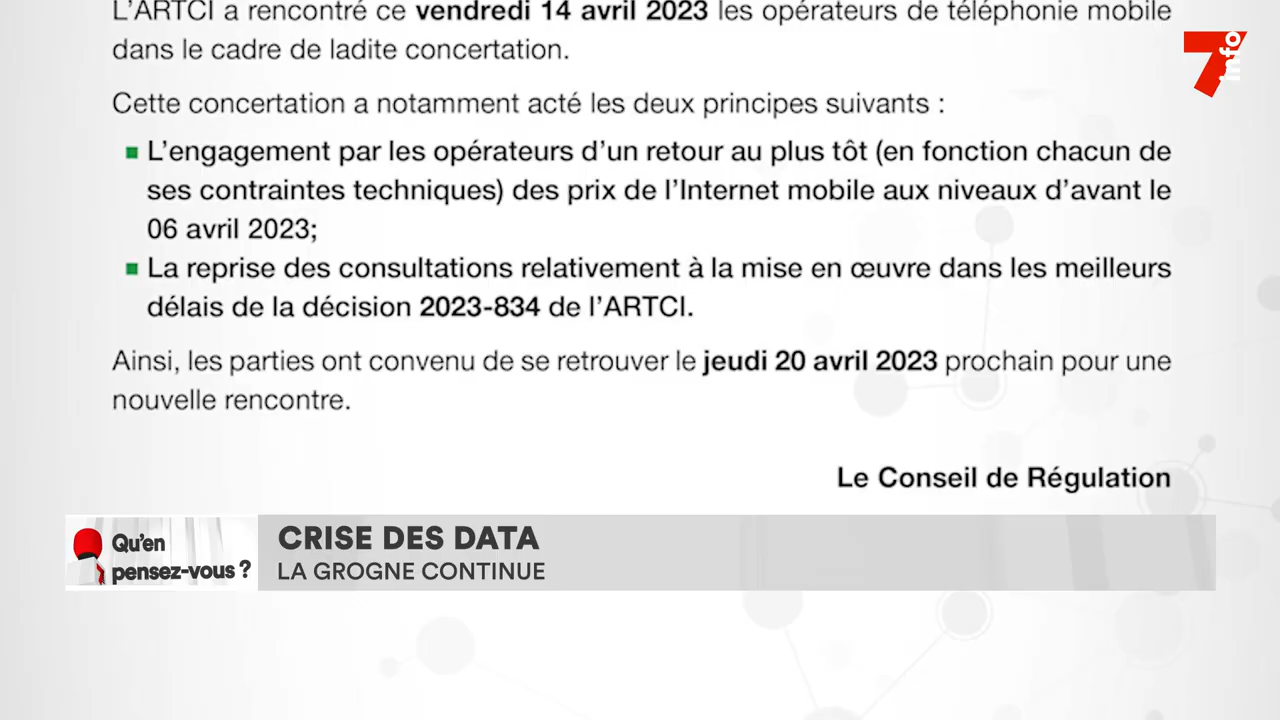 L'ARTCI a rencontré ce vendredi 14 avril 2023 les opérateurs de téléphonie mobile
dans le cadre de ladite concertation.
Cette concertation a notamment acté les deux principes suivants :
L'engagement par les opérateurs d'un retour au plus tôt (en fonction chacun de
ses contraintes techniques) des prix de l'Internet mobile aux niveaux d'avant le
06 avril 2023;
La reprise des consultations relativement à la mise en œuvre dans les meilleurs
délais de la décision 2023-834 de l'ARTCI.
Ainsi, les parties ont convenu de se retrouver le jeudi 20 avril 2023 prochain pour une
nouvelle rencontre.
Le Conseil de Régulation
7 info
Qu'en
pensez-vous ?
CRISE DES DATA
LA GROGNE CONTINUE